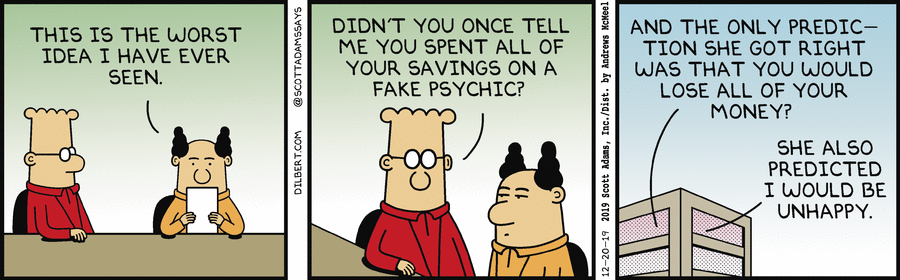 THIS IS THE WORST
IDEA I HAVE EVER
SEEN.
DILBERT.COM @SCOTTADAMSSAYS
DIDN'T YOU ONCE TELL
ME YOU SPENT ALL OF
YOUR SAVINGS ON A
FAKE PSYCHIC?
12-20-19 2019 Scott Adams, Inc./Dist. by Andrews McMeel
AND THE ONLY PREDIC–
TION SHE GOT RIGHT
WAS THAT YOU WOULD
LOSE ALL OF YOUR
MONEY?
SHE ALSO
PREDICTED
I WOULD BE
UNHAPPY.